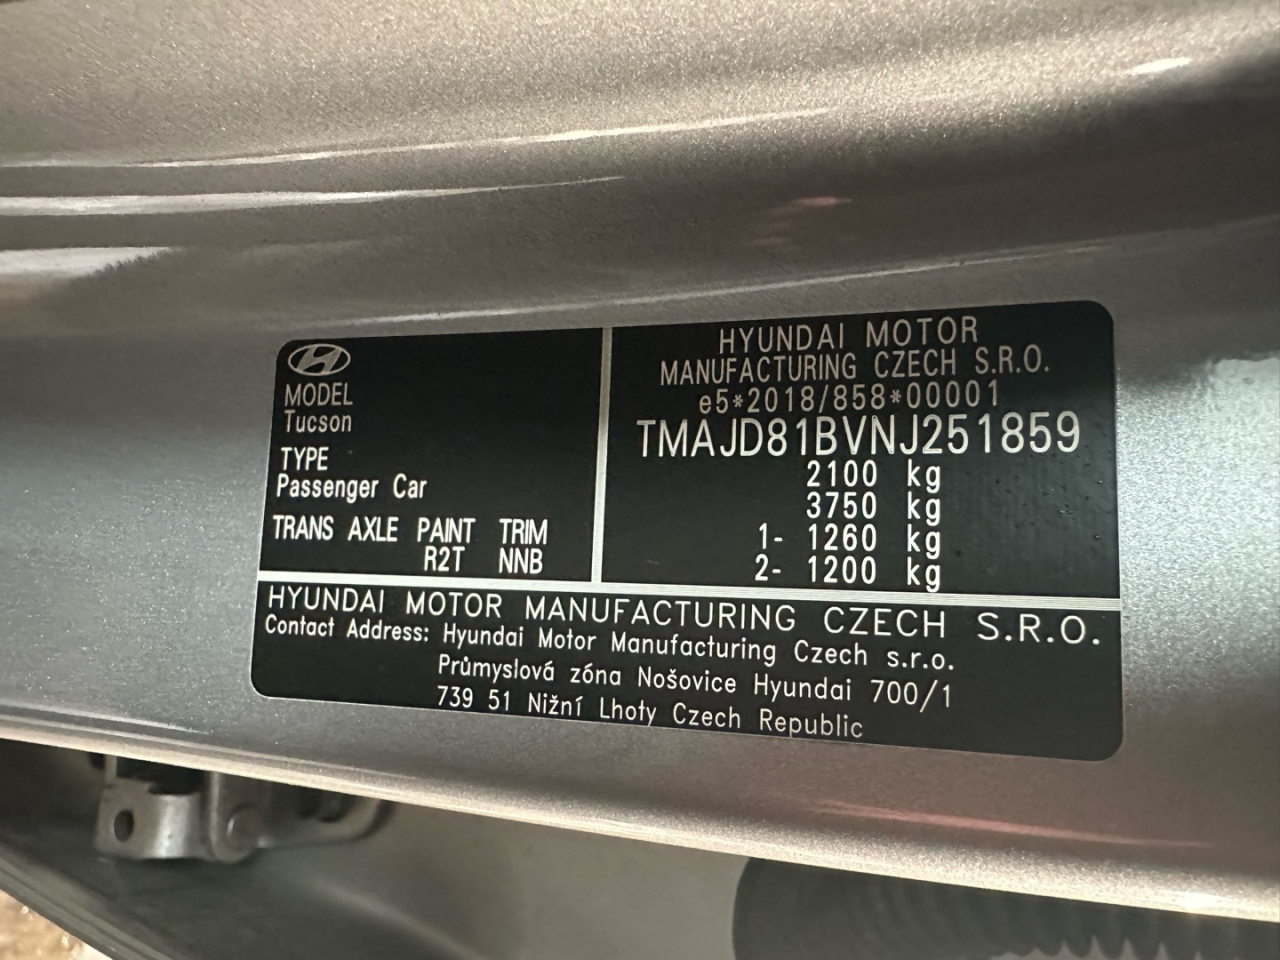 MODEL
Tucson
TYPE
Passenger Car
TRANS AXLE PAINT TRIM
R2T NNB
HYUNDAI MOTOR
MANUFACTURING CZECH S.R.O.
e5*2018/858*00001
TMAJD81BVNJ251859
2100 kg
3750 kg
1- 1260 kg
2- 1200 kg
HYUNDAI MOTOR MANUFACTURING CZECH S.R.O.
Contact Address: Hyundai Motor Manufacturing Czech s.r.o.
Průmyslová zóna Nošovice Hyundai 700/1
739 51 Nižní Lhoty Czech Republic